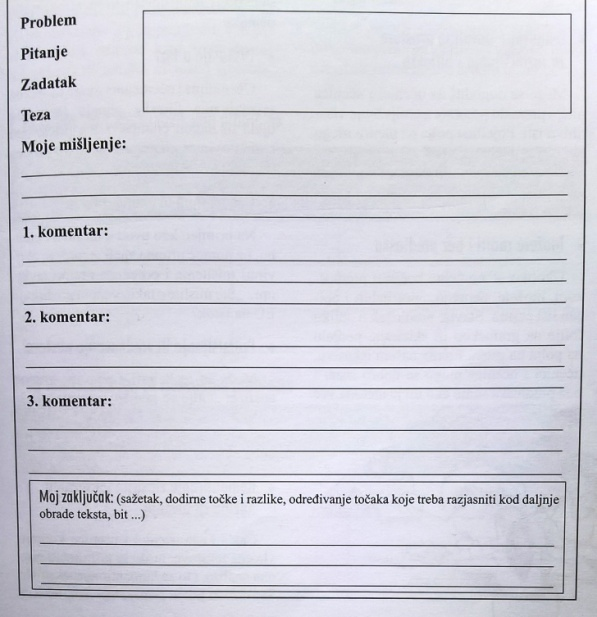 Problem
Pitanje
Zadatak
Teza
Moje mišljenje:
1. komentar:
2. komentar:
3. komentar:
Moj zaključak: (sažetak, dodirne točke i razlike, određivanje točaka koje treba razjasniti kod daljnje
obrade teksta, bit ...)